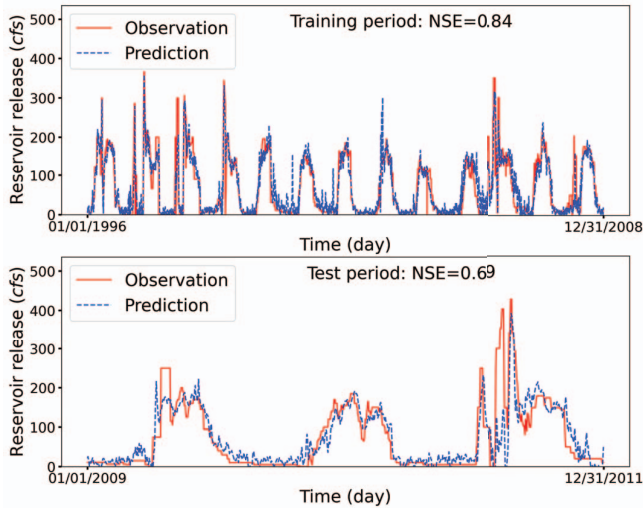 Training period: NSE=0.84
Observation
Prediction
Reservoir release (cfs)
500
400
300
200
100
0
01/01/1996
12/31/2008
Time (day)
Test period: NSE=0.69
Observation
Prediction
Reservoir release (cfs)
500
400
300
200
100
0
01/01/2009
12/31/2011
Time (day)